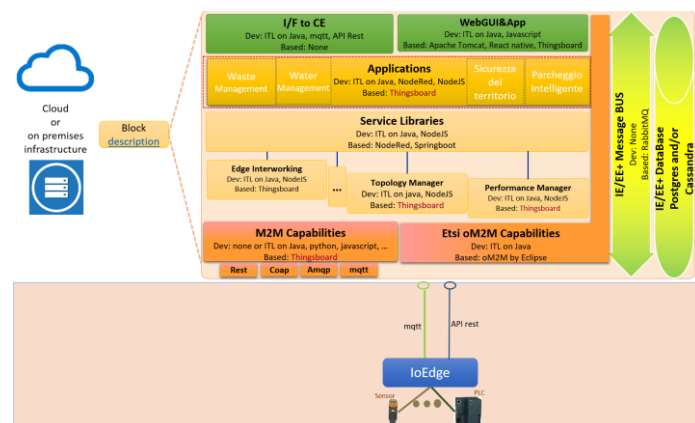 I/F to CE
Dev: ITL on Java, mqtt, API Rest
Based: None
WebGUI&App
Dev: ITL on Java, Javascript
Based: Apache Tomcat, React native, Thingsboard
Waste
Management
Water
Management
Applications
Dev: ITL on Java, NodeRed, NodeJS
Based: Thingsboard
Sicurezza
del
territorio
Parcheggio
Intelligente
Cloud
or
on premises
infrastructure
Block
description
Service Libraries
Dev: ITL on Java, NodeJS
Based: NodeRed, Springboot
Edge Interworking
Dev: ITL on Java, NodeJS
Based: Thingsboard
...
Topology Manager
Dev: ITL on java, NodeJS
Based: Thingsboard
Performance Manager
Dev: ITL on Java, NodeJS
Based: Thingsboard
M2M Capabilities
Dev: none or ITL on Java, python, javascript, ...
Based: Thingsboard
Etsi oM2M Capabilities
Dev: ITL on Java
Based: oM2M by Eclipse
Rest
Coap
Amqp
mqtt
IE/EE+ Message BUS
Dev: None
Based: RabbitMQ
IE/EE+ DataBase
Postgres and/or
Cassandra
mqtt
API rest
IoEdge
Sensor
PLC